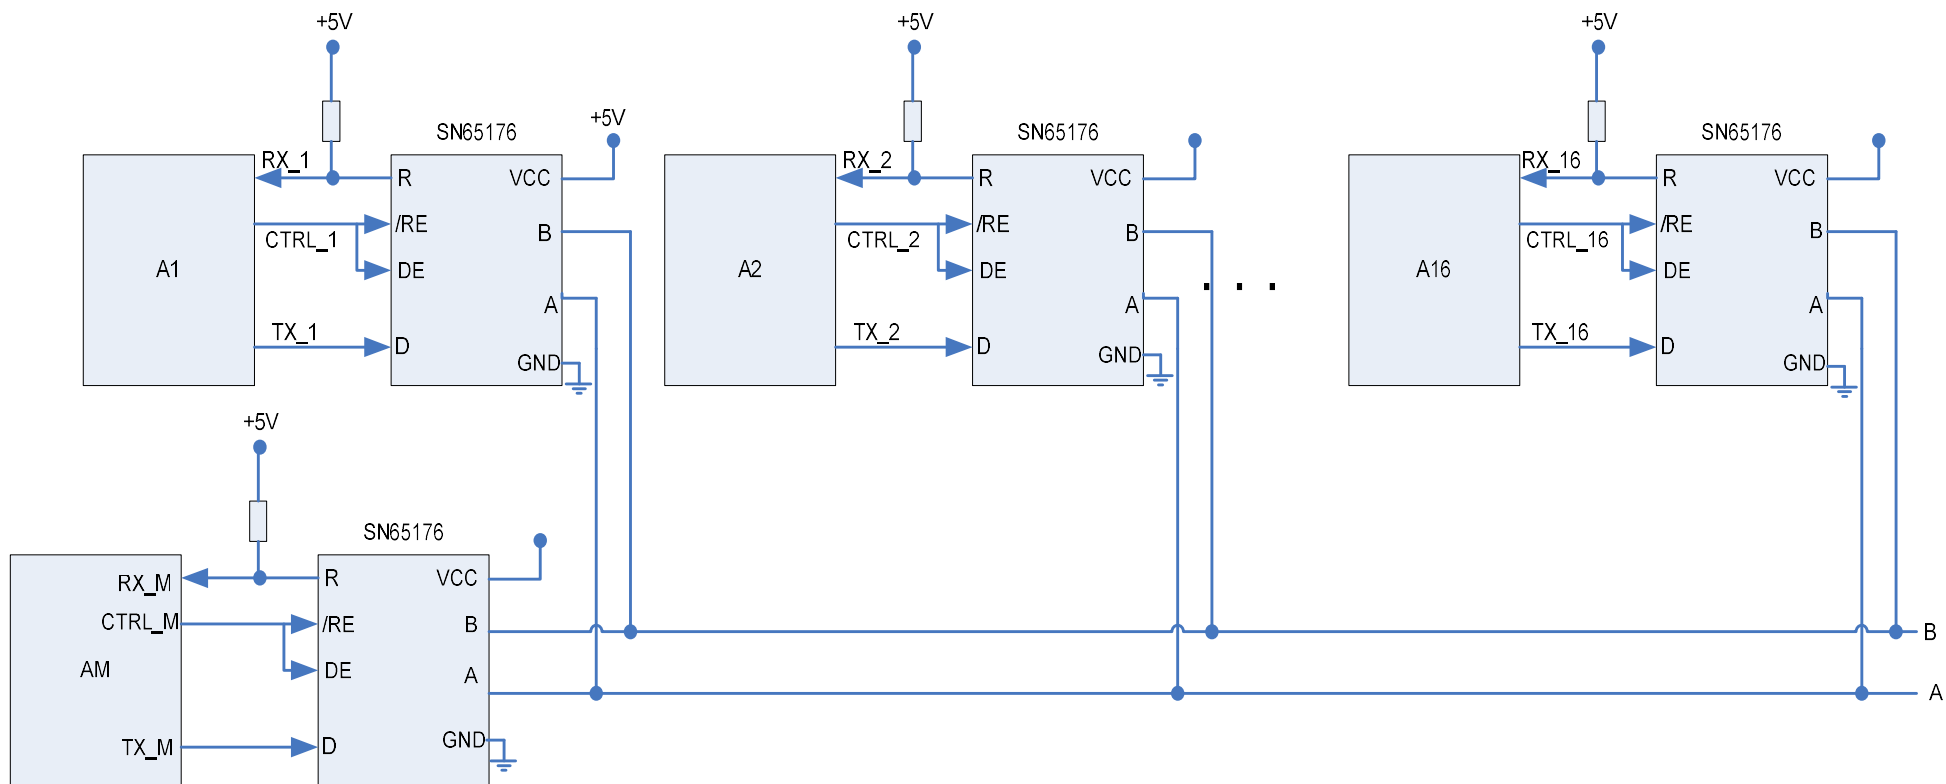 +5V
+5V
+5V
SN65176
+5V
SN65176
SN65176
RX_1
R
VCC
RX_2
R
VCC
RX_16
R
VCC
/RE
B
/RE
B
/RE
B
CTRL_1
CTRL_2
CTRL_16
A1
DE
A2
DE
A16
DE
A
A
A
. . .
TX_1
D
TX_2
D
TX_16
D
GND
GND
GND
+5V
SN65176
RX_M
R
VCC
CTRL_M
/RE
B
B
AM
DE
A
A
TX_M
D
GND